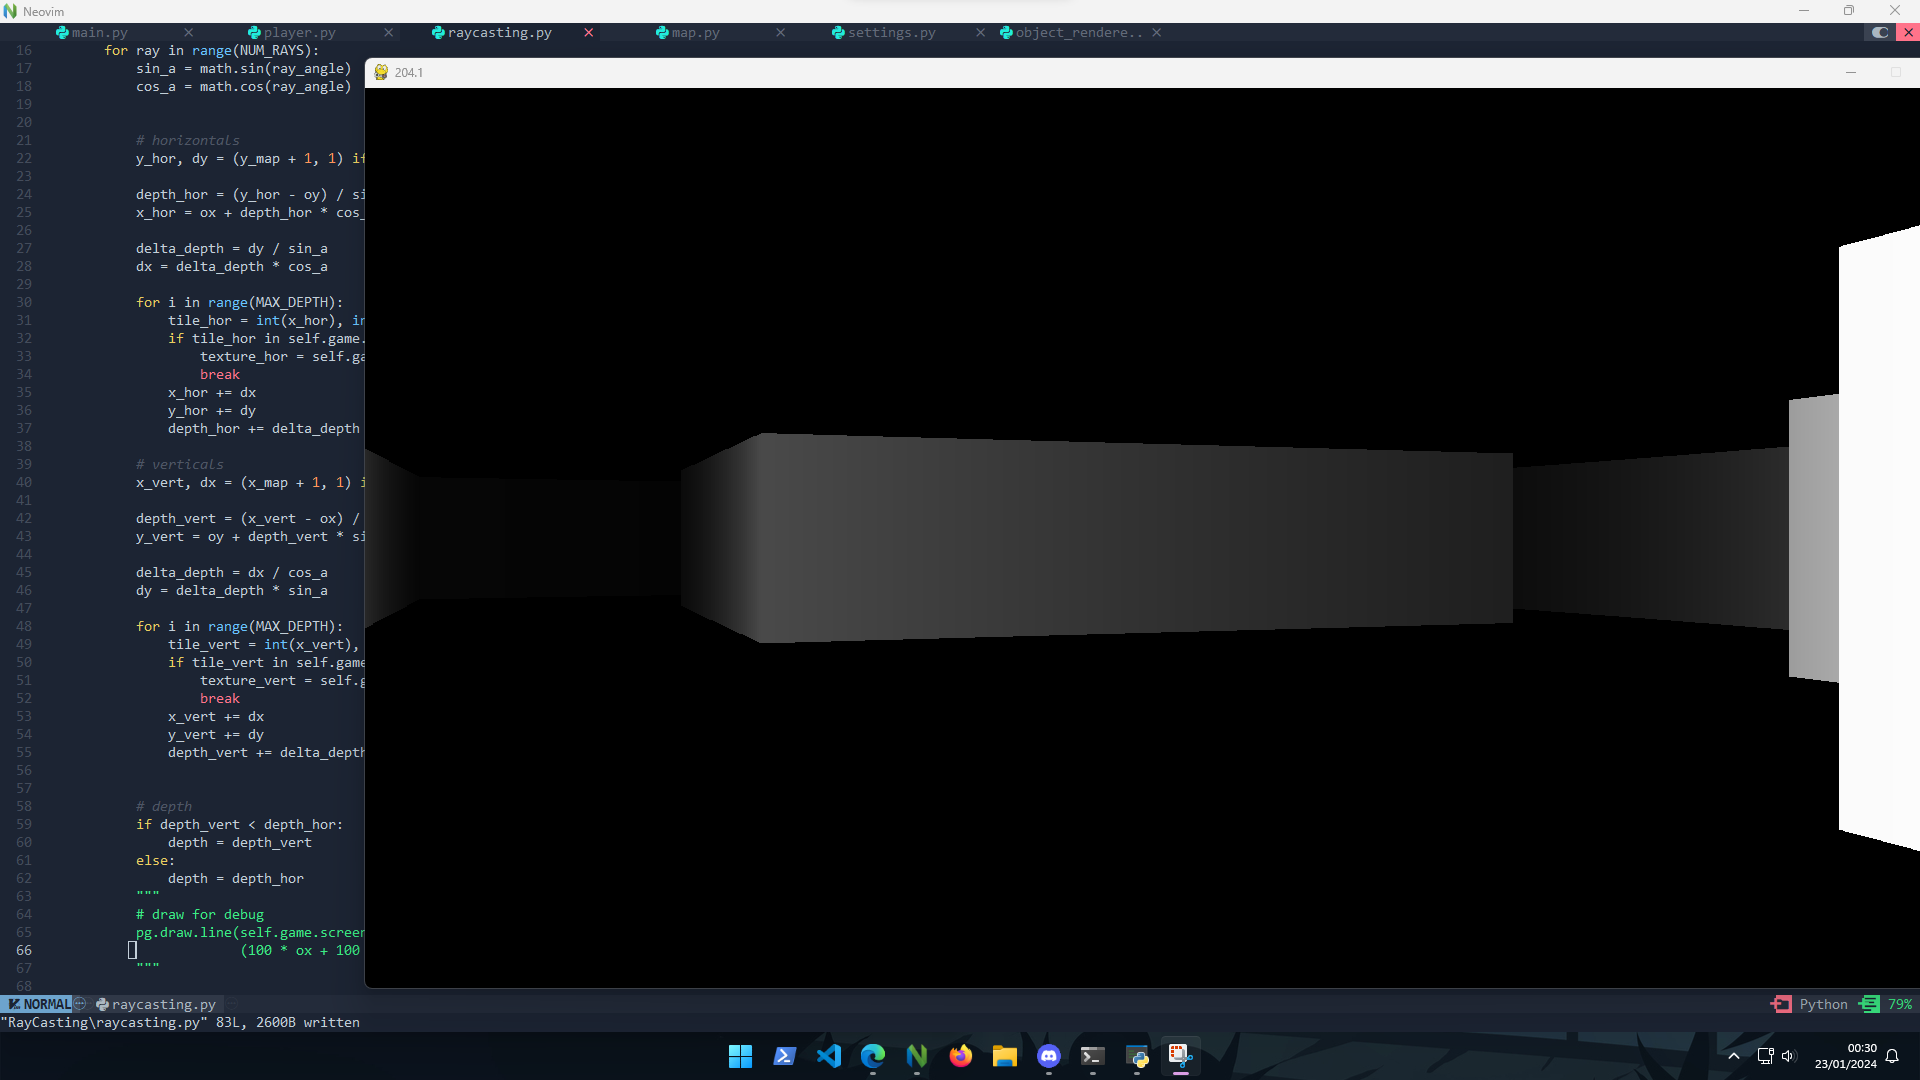 Neovim
main.py player.py raycasting.py map.py settings.py object_rendere..
16 for ray in range(NUM_RAYS):
17 sin_a = math.sin(ray_angle)
18 cos_a = math.cos(ray_angle)
19
20
21 # horizontals
22 y_hor, dy = (y_map + 1, 1) if
23
24 depth_hor = (y_hor - oy) / si
25 x_hor = ox + depth_hor * cos_
26
27 delta_depth = dy / sin_a
28 dx = delta_depth * cos_a
29
30 for i in range(MAX_DEPTH):
31 tile_hor = int(x_hor), in
32 if tile_hor in self.game.
33 texture_hor = self.ga
34 break
35 x_hor += dx
36 y_hor += dy
37 depth_hor += delta_depth
38
39 # verticals
40 x_vert, dx = (x_map + 1, 1) i
41
42 depth_vert = (x_vert - ox) /
43 y_vert = oy + depth_vert * si
44
45 delta_depth = dx / cos_a
46 dy = delta_depth * sin_a
47
48 for i in range(MAX_DEPTH):
49 tile_vert = int(x_vert),
50 if tile_vert in self.game
51 texture_vert = self.g
52 break
53 x_vert += dx
54 y_vert += dy
55 depth_vert += delta_depth
56
57
58 # depth
59 if depth_vert < depth_hor:
60 depth = depth_vert
61 else:
62 depth = depth_hor
63 """
64 # draw for debug
65 pg.draw.line(self.game.screen
66 (100 * ox + 100
67 """
68
204.1
NORMAL raycasting.py Python 79%
"RayCasting\raycasting.py" 83L, 2600B written
00:30
23/01/2024